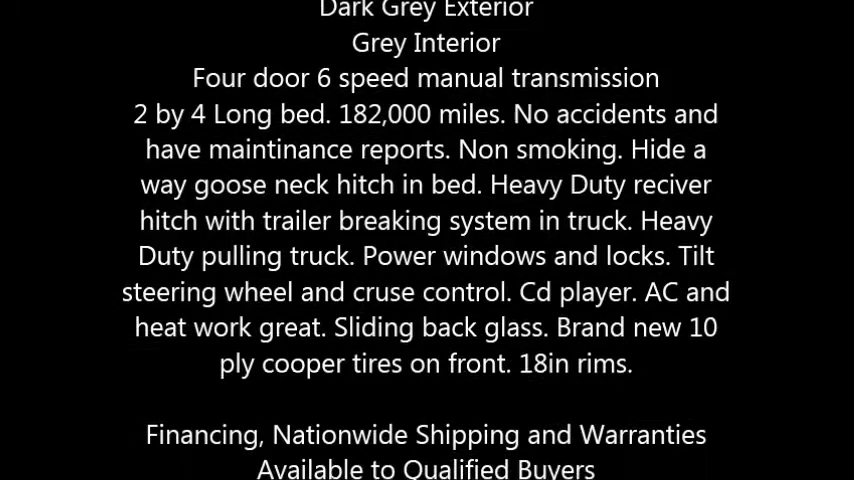 Dark Grey Exterior
Grey Interior
Four door 6 speed manual transmission
2 by 4 Long bed. 182,000 miles. No accidents and
have maintinance reports. Non smoking. Hide a
way goose neck hitch in bed. Heavy Duty reciver
hitch with trailer breaking system in truck. Heavy
Duty pulling truck. Power windows and locks. Tilt
steering wheel and cruse control. Cd player. AC and
heat work great. Sliding back glass. Brand new 10
ply cooper tires on front. 18in rims.
Financing, Nationwide Shipping and Warranties
Available to Qualified Buyers